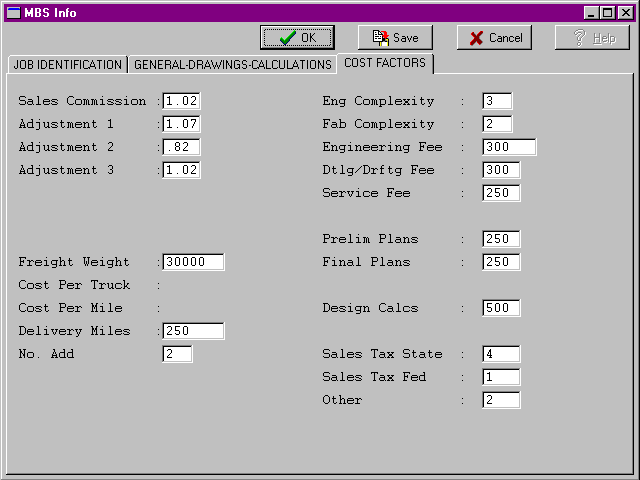 MBS Info
OK Save Cancel Help
JOB IDENTIFICATION GENERAL-DRAWINGS-CALCULATIONS COST FACTORS
Sales Commission : 1.02 Eng Complexity : 3
Adjustment 1 : 1.07 Fab Complexity : 2
Adjustment 2 : .82 Engineering Fee : 300
Adjustment 3 : 1.02 Dtlg/Drftg Fee : 300
Service Fee : 250
Prelim Plans : 250
Freight Weight : 30000 Final Plans : 250
Cost Per Truck :
Cost Per Mile : Design Calcs : 500
Delivery Miles : 250
No. Add 2 Sales Tax State : 4
Sales Tax Fed : 1
Other : 2